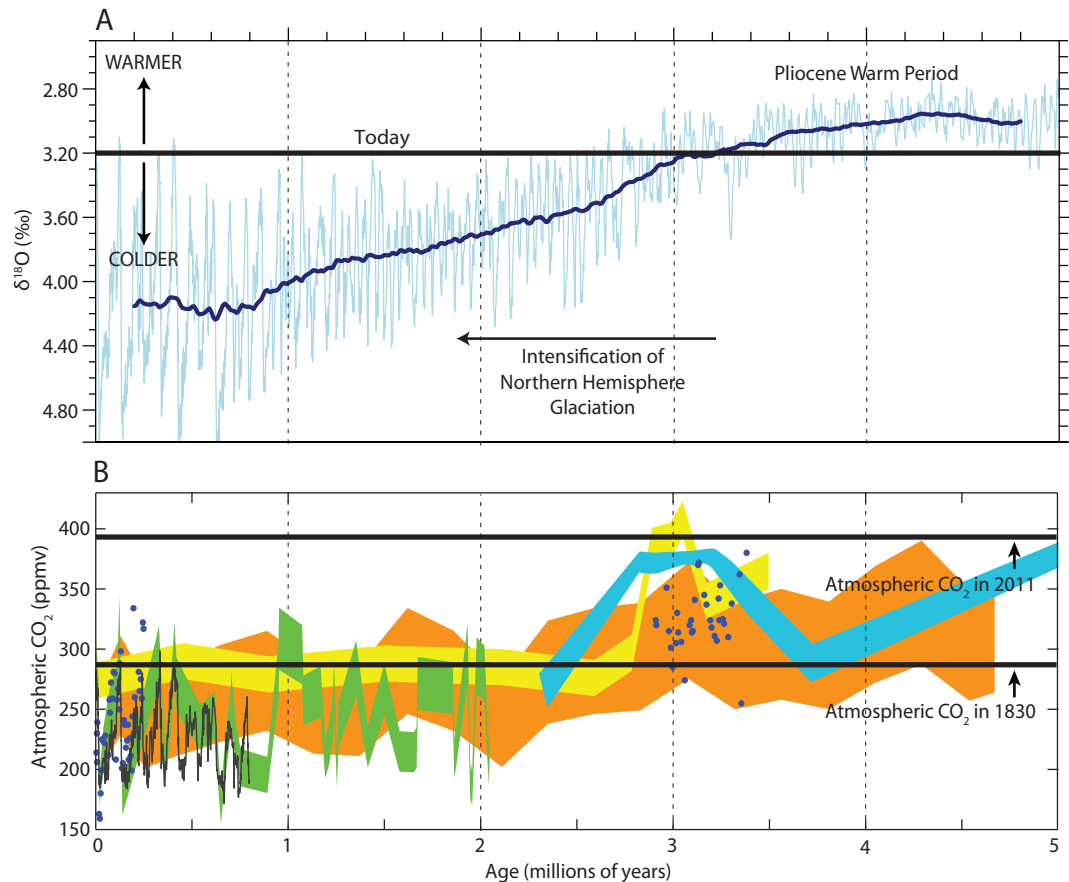 A
WARMER
Pliocene Warm Period
2.80
Today
3.20
3.60
COLDER
4.00
4.40
4.80
δ¹⁸O (‰)
Intensification of
Northern Hemisphere
Glaciation
B
400
350
300
250
200
150
Atmospheric CO₂ (ppmv)
Atmospheric CO₂ in 2011
Atmospheric CO₂ in 1830
0 1 2 3 4 5
Age (millions of years)